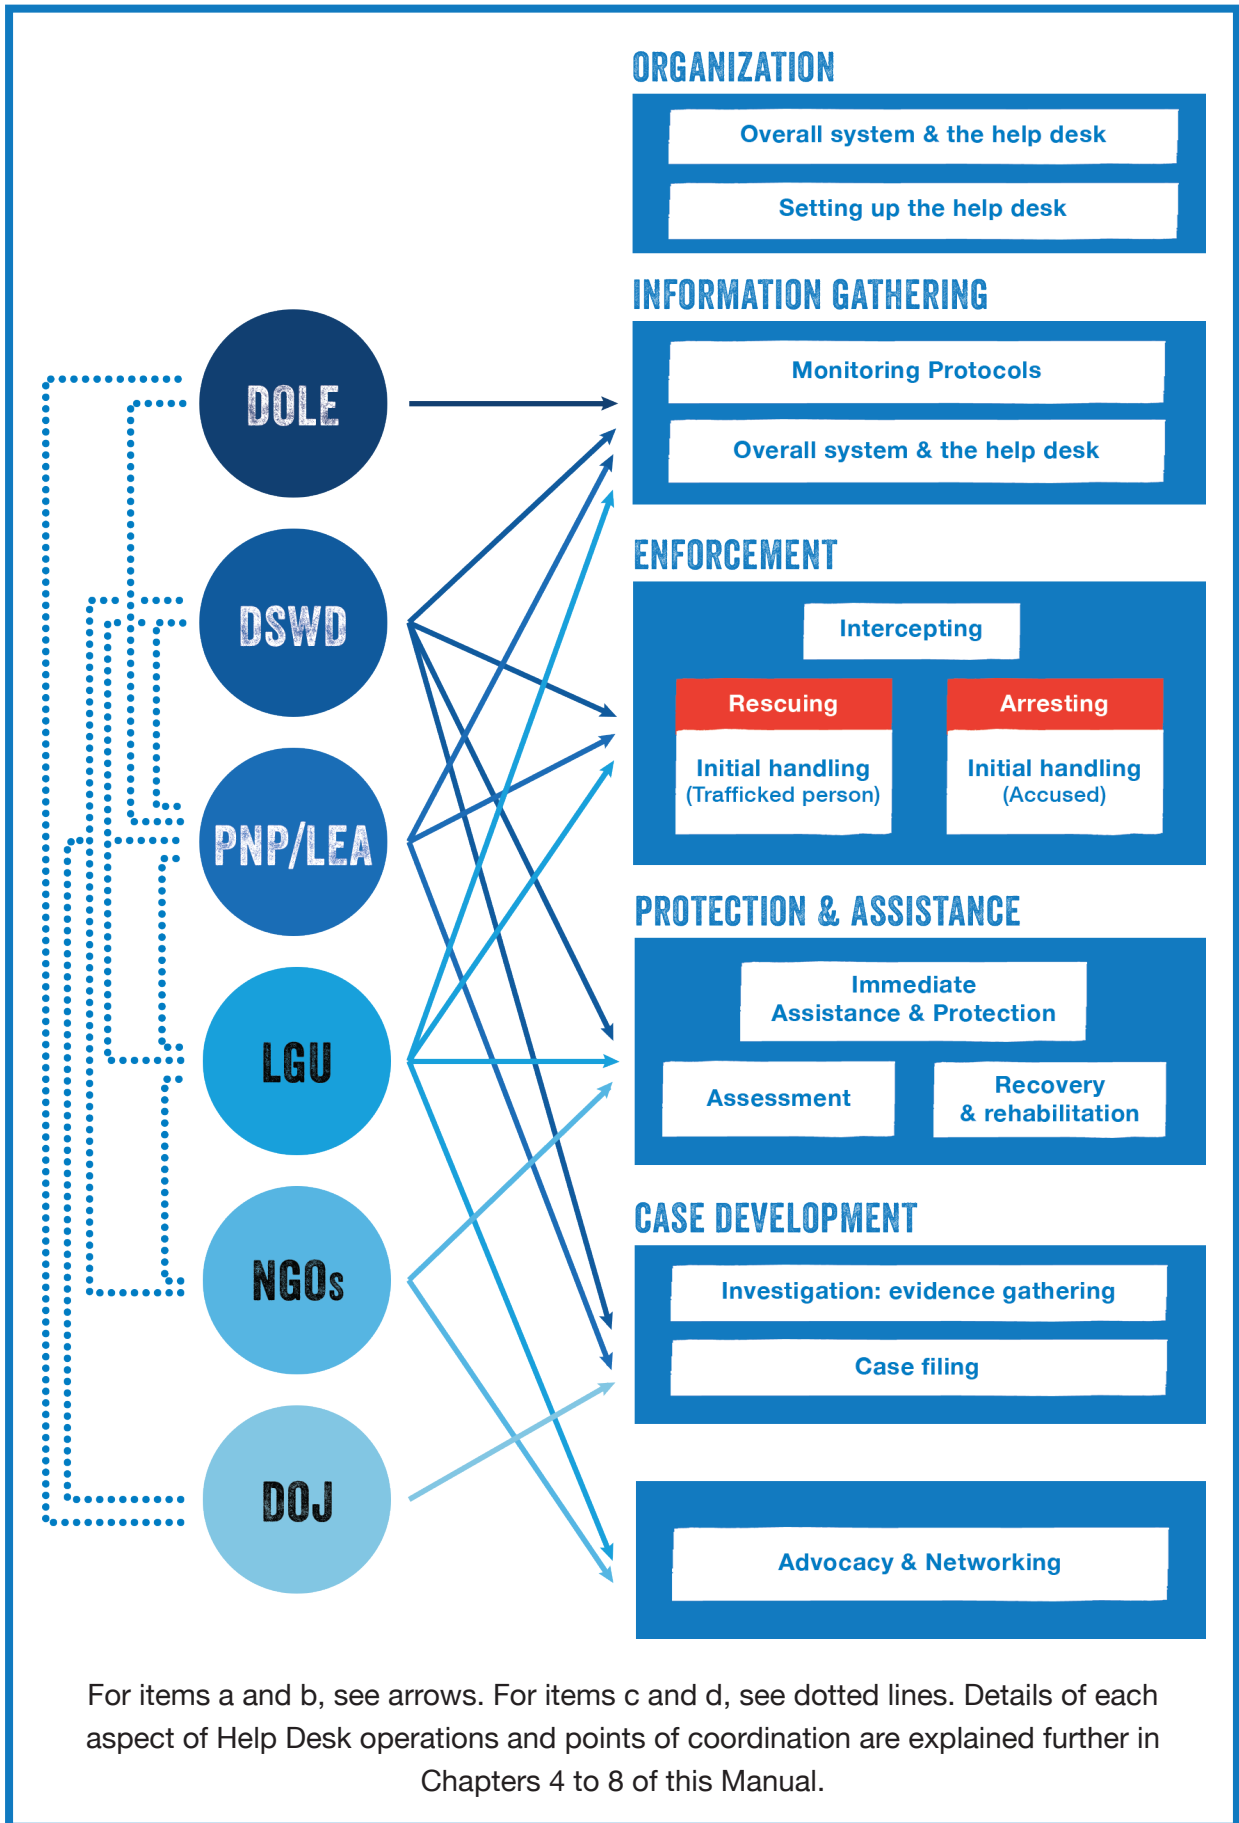 ORGANIZATION
Overall system & the help desk
Setting up the help desk
INFORMATION GATHERING
Monitoring Protocols
Overall system & the help desk
ENFORCEMENT
Intercepting
Rescuing
Initial handling
(Trafficked person)
Arresting
Initial handling
(Accused)
PROTECTION & ASSISTANCE
Immediate
Assistance & Protection
Assessment
Recovery
& rehabilitation
CASE DEVELOPMENT
Investigation: evidence gathering
Case filing
Advocacy & Networking
DOLE
DSWD
PNP/LEA
LGU
NGOs
DOJ
For items a and b, see arrows. For items c and d, see dotted lines. Details of each
aspect of Help Desk operations and points of coordination are explained further in
Chapters 4 to 8 of this Manual.